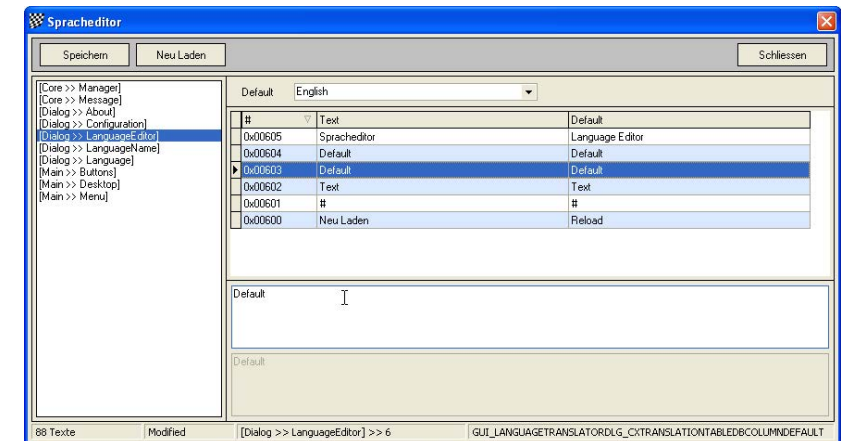 Spracheditor
Speichern Neu Laden Schliessen
[Core >> Manager]
[Core >> Message]
[Dialog >> About]
[Dialog >> Configuration]
[Dialog >> LanguageEditor]
[Dialog >> LanguageName]
[Dialog >> Language]
[Main >> Buttons]
[Main >> Desktop]
[Main >> Menu]
Default English
# Text Default
0x00605 Spracheditor Language Editor
0x00604 Default Default
0x00603 Default Default
0x00602 Text Text
0x00601 # #
0x00600 Neu Laden Reload
Default
Default
88 Texte Modified [Dialog >> LanguageEditor] >> 6 GUI_LANGUAGETRANSLATORDLG_CXTRANSLATIONTABLEDBCOLUMNDEFAULT